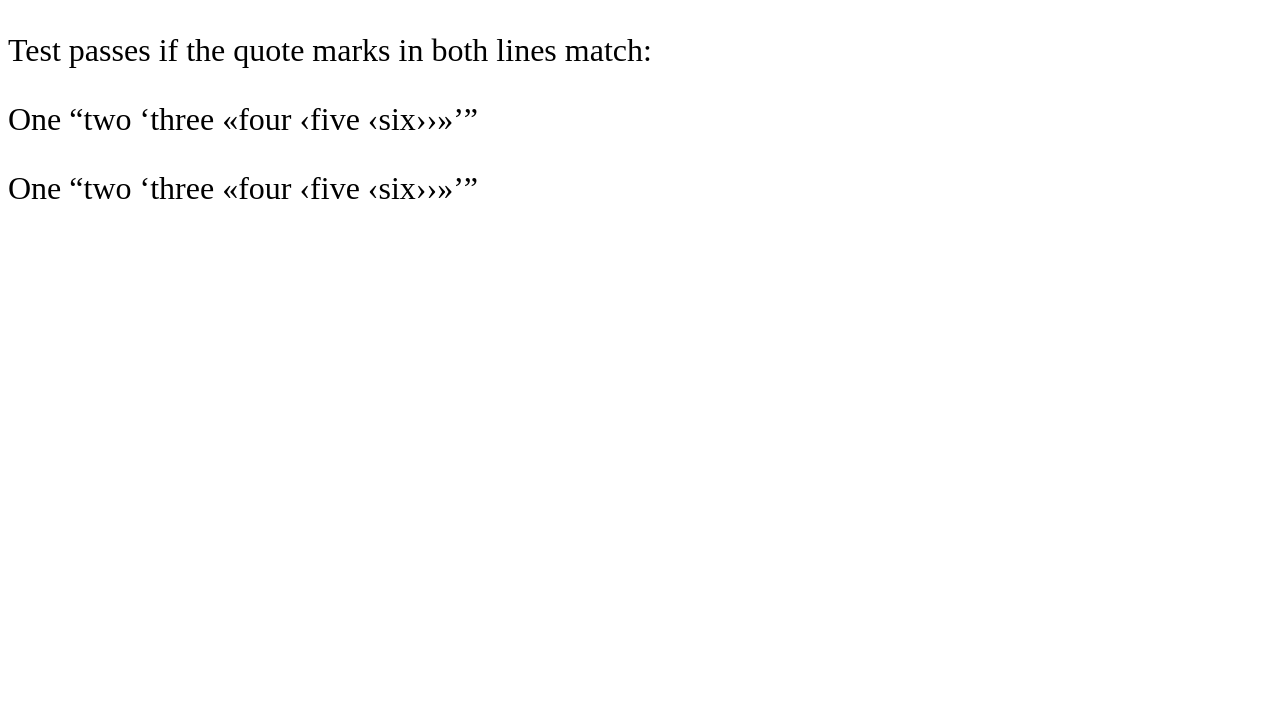 Test passes if the quote marks in both lines match:
One “two ‘three «four ‹five ‹six››»’”
One “two ‘three «four ‹five ‹six››»’”